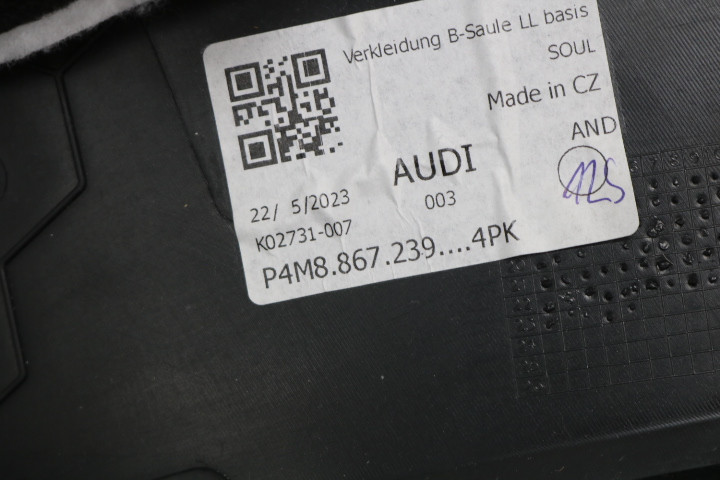 Verkleidung B-Säule LL basis
SOUL
Made in CZ
AND
AUDI
003
22/ 5/2023
K02731-007
P4M8.867.239....4PK